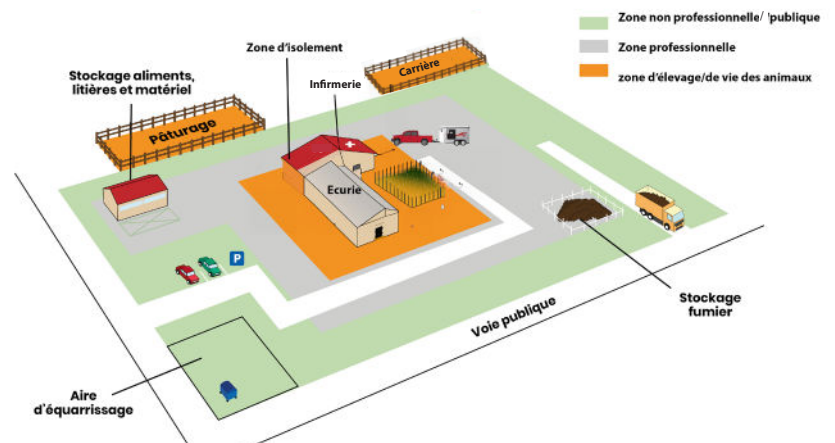 Zone non professionnelle/ 'publique
Zone professionnelle
zone d'élevage/de vie des animaux
Zone d'isolement
Carrière
Infirmerie
Stockage aliments,
litières et matériel
Pâturage
Ecurie
P
Stockage
fumier
Voie publique
Aire
d'équarrissage